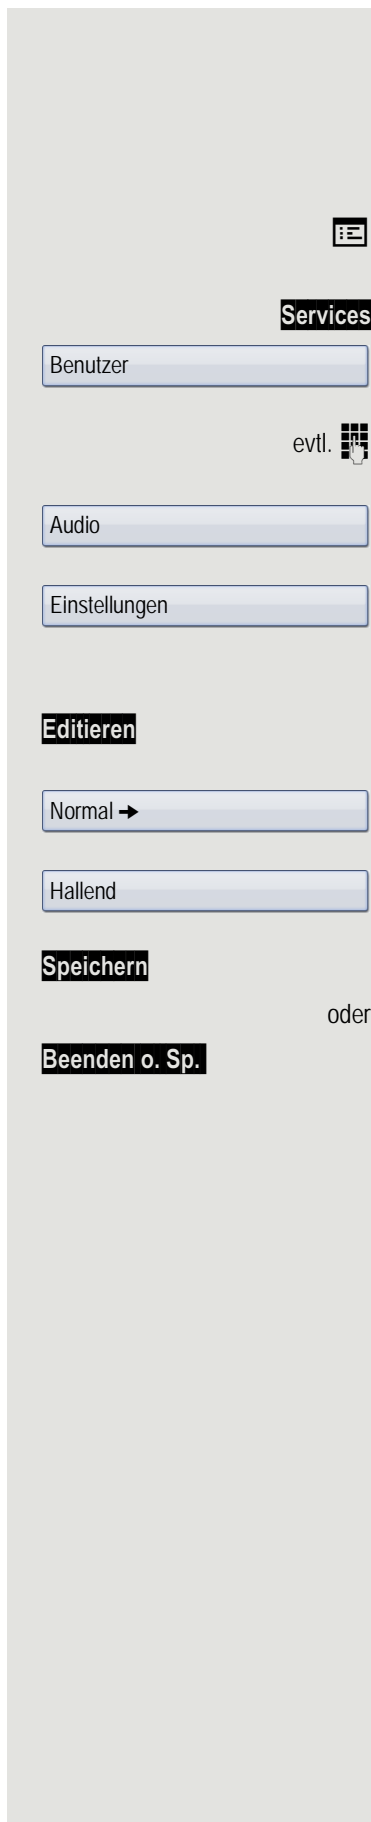 Services
Benutzer
evtl.
Audio
Einstellungen
Editieren
Normal →
Hallend
Speichern
oder
Beenden o. Sp.